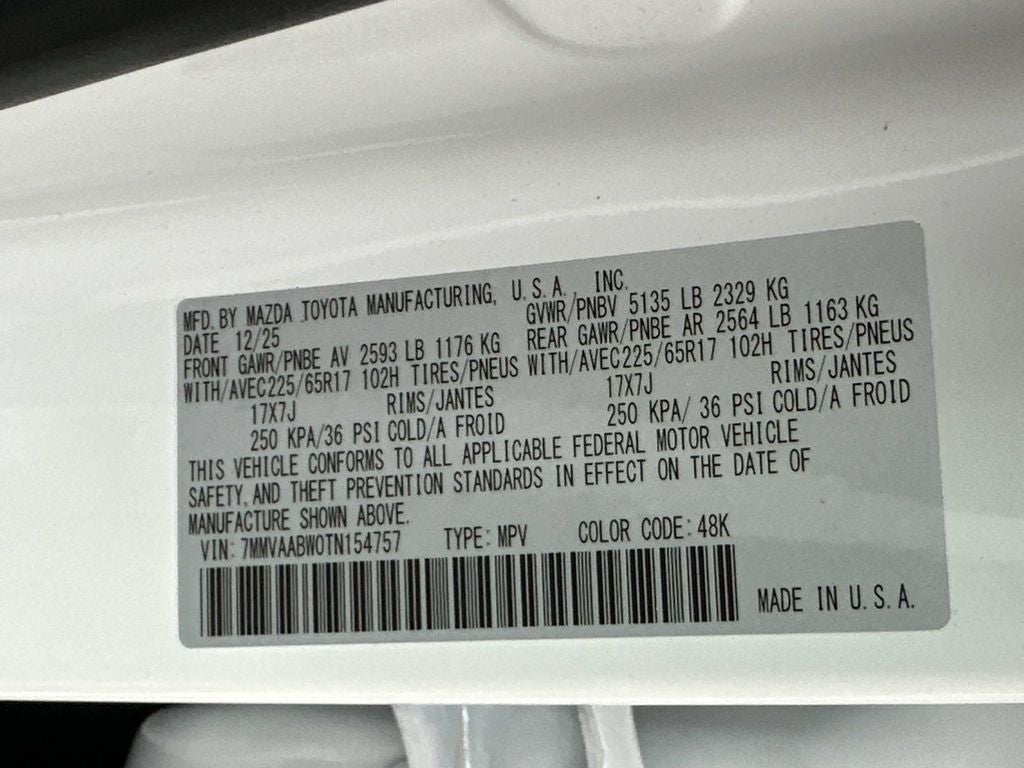 MFD. BY MAZDA TOYOTA MANUFACTURING, U.S.A., INC.
DATE 12/25 GVWR/PNBV 5135 LB 2329 KG
FRONT GAWR/PNBE AV 2593 LB 1176 KG REAR GAWR/PNBE AR 2564 LB 1163 KG
WITH/AVEC225/65R17 102H TIRES/PNEUS WITH/AVEC225/65R17 102H TIRES/PNEUS
17X7J RIMS/JANTES 17X7J RIMS/JANTES
250 KPA/36 PSI COLD/A FROID 250 KPA/ 36 PSI COLD/A FROID
THIS VEHICLE CONFORMS TO ALL APPLICABLE FEDERAL MOTOR VEHICLE
SAFETY, AND THEFT PREVENTION STANDARDS IN EFFECT ON THE DATE OF
MANUFACTURE SHOWN ABOVE.
VIN: 7MMVAABW0TN154757 TYPE: MPV COLOR CODE: 48K
MADE IN U.S.A.